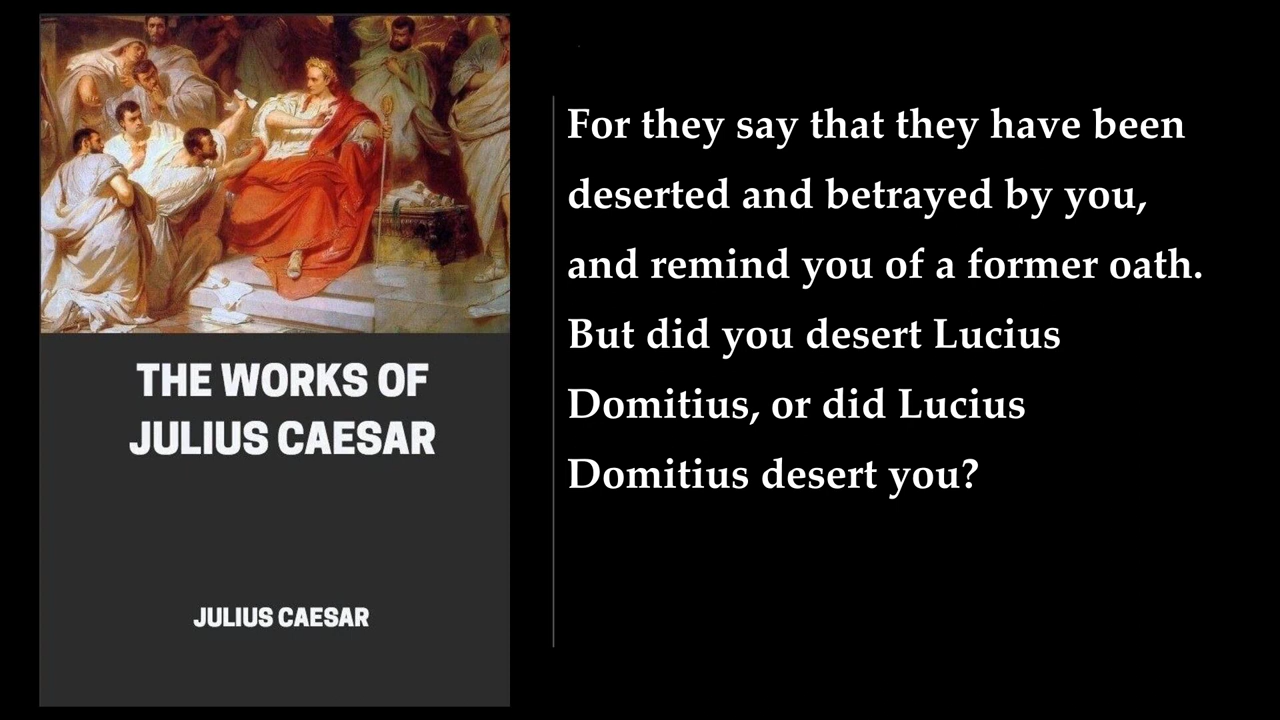 THE WORKS OF
JULIUS CAESAR
JULIUS CAESAR
For they say that they have been
deserted and betrayed by you,
and remind you of a former oath.
But did you desert Lucius
Domitius, or did Lucius
Domitius desert you?